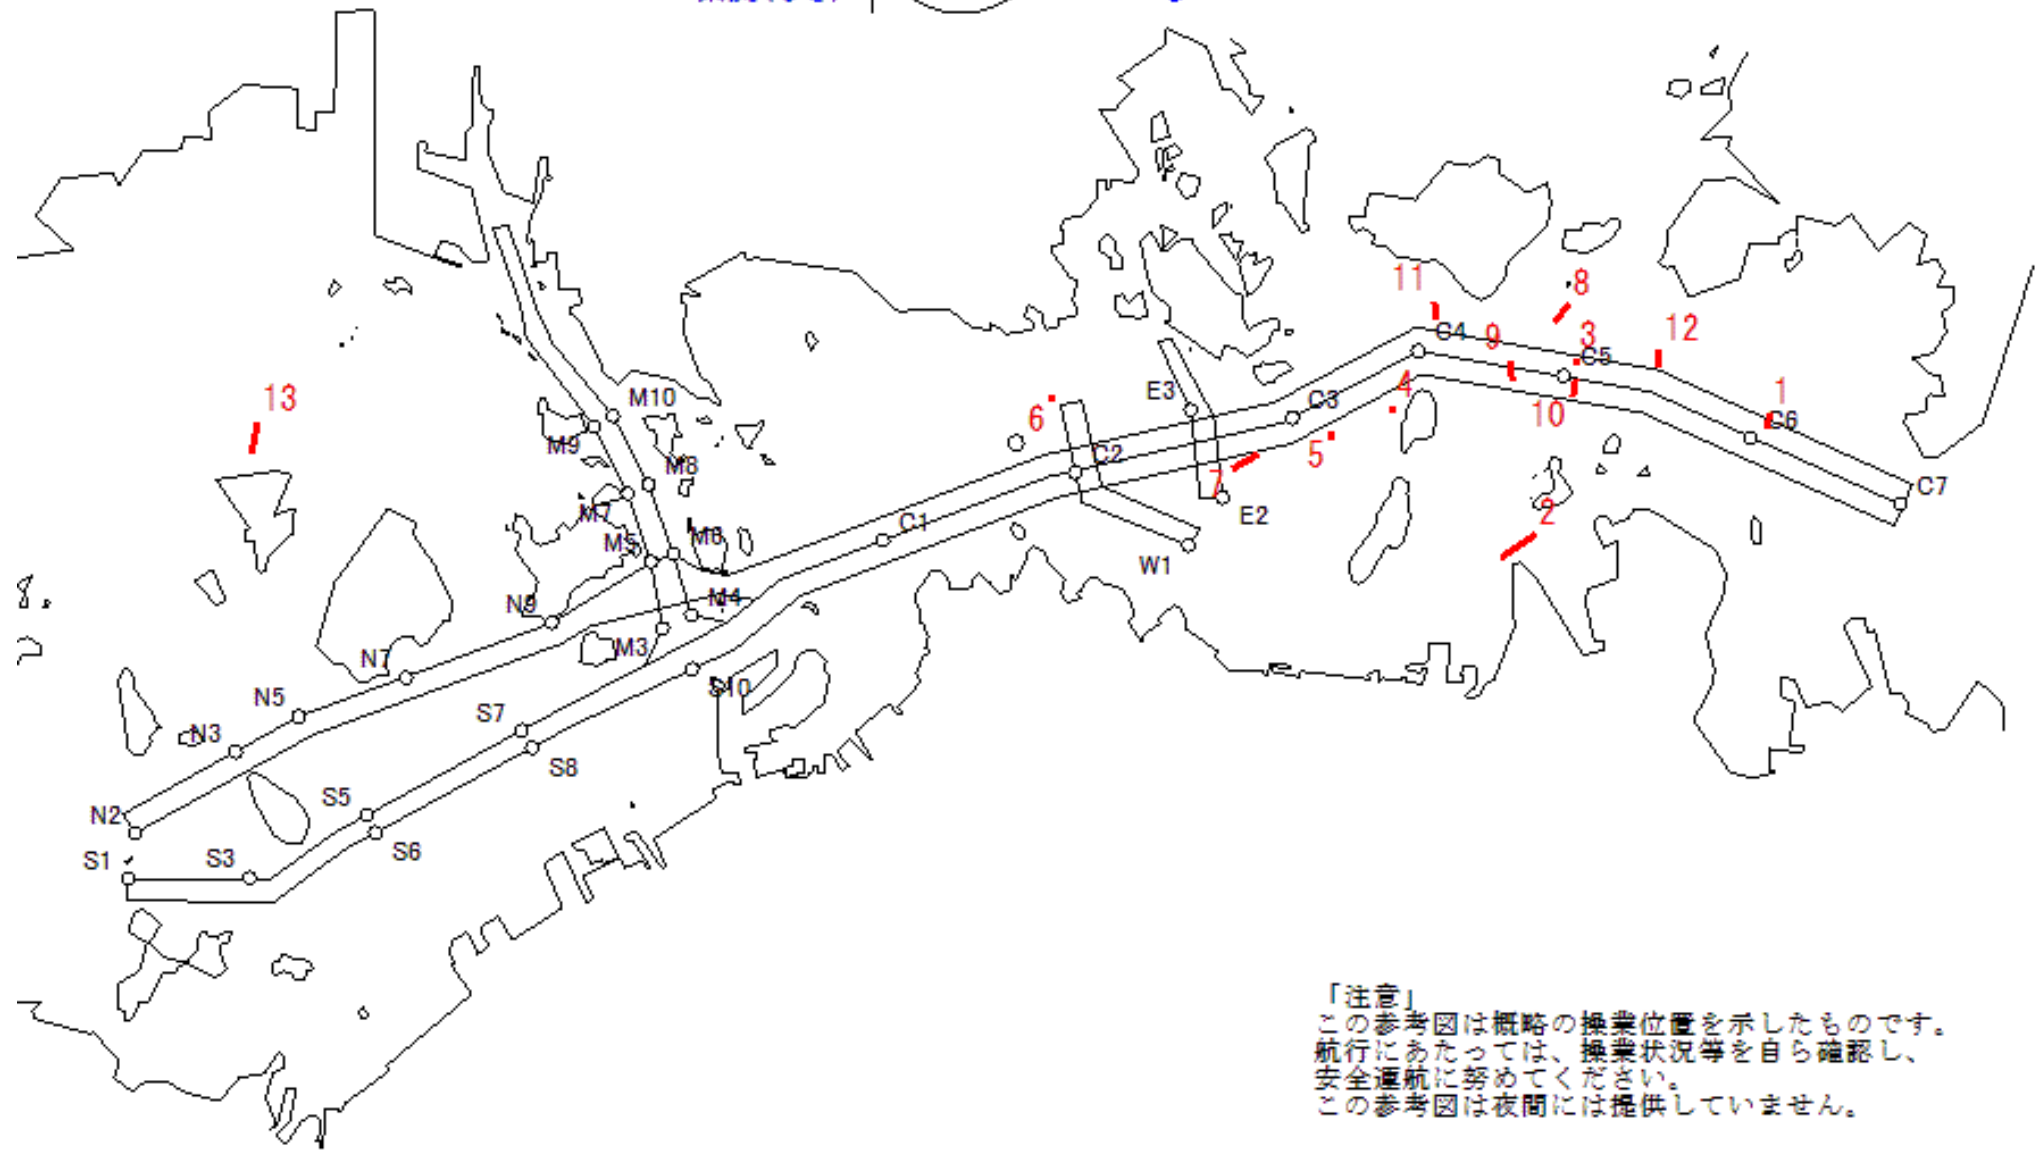 11
8
C4
9
3
C5
12
13
M10
E3
6
C3
4
1
C6
10
M9
M8
C2
5
7
C7
M7
C1
E2
2
M5
M6
W1
N9
M4
M3
N7
S10
N5
S7
N3
S8
S5
N2
S6
S1
S3
「注意」
この参考図は概略の操業位置を示したものです。
航行にあたっては、操業状況等を自ら確認し、
安全運航に努めてください。
この参考図は夜間には提供していません。